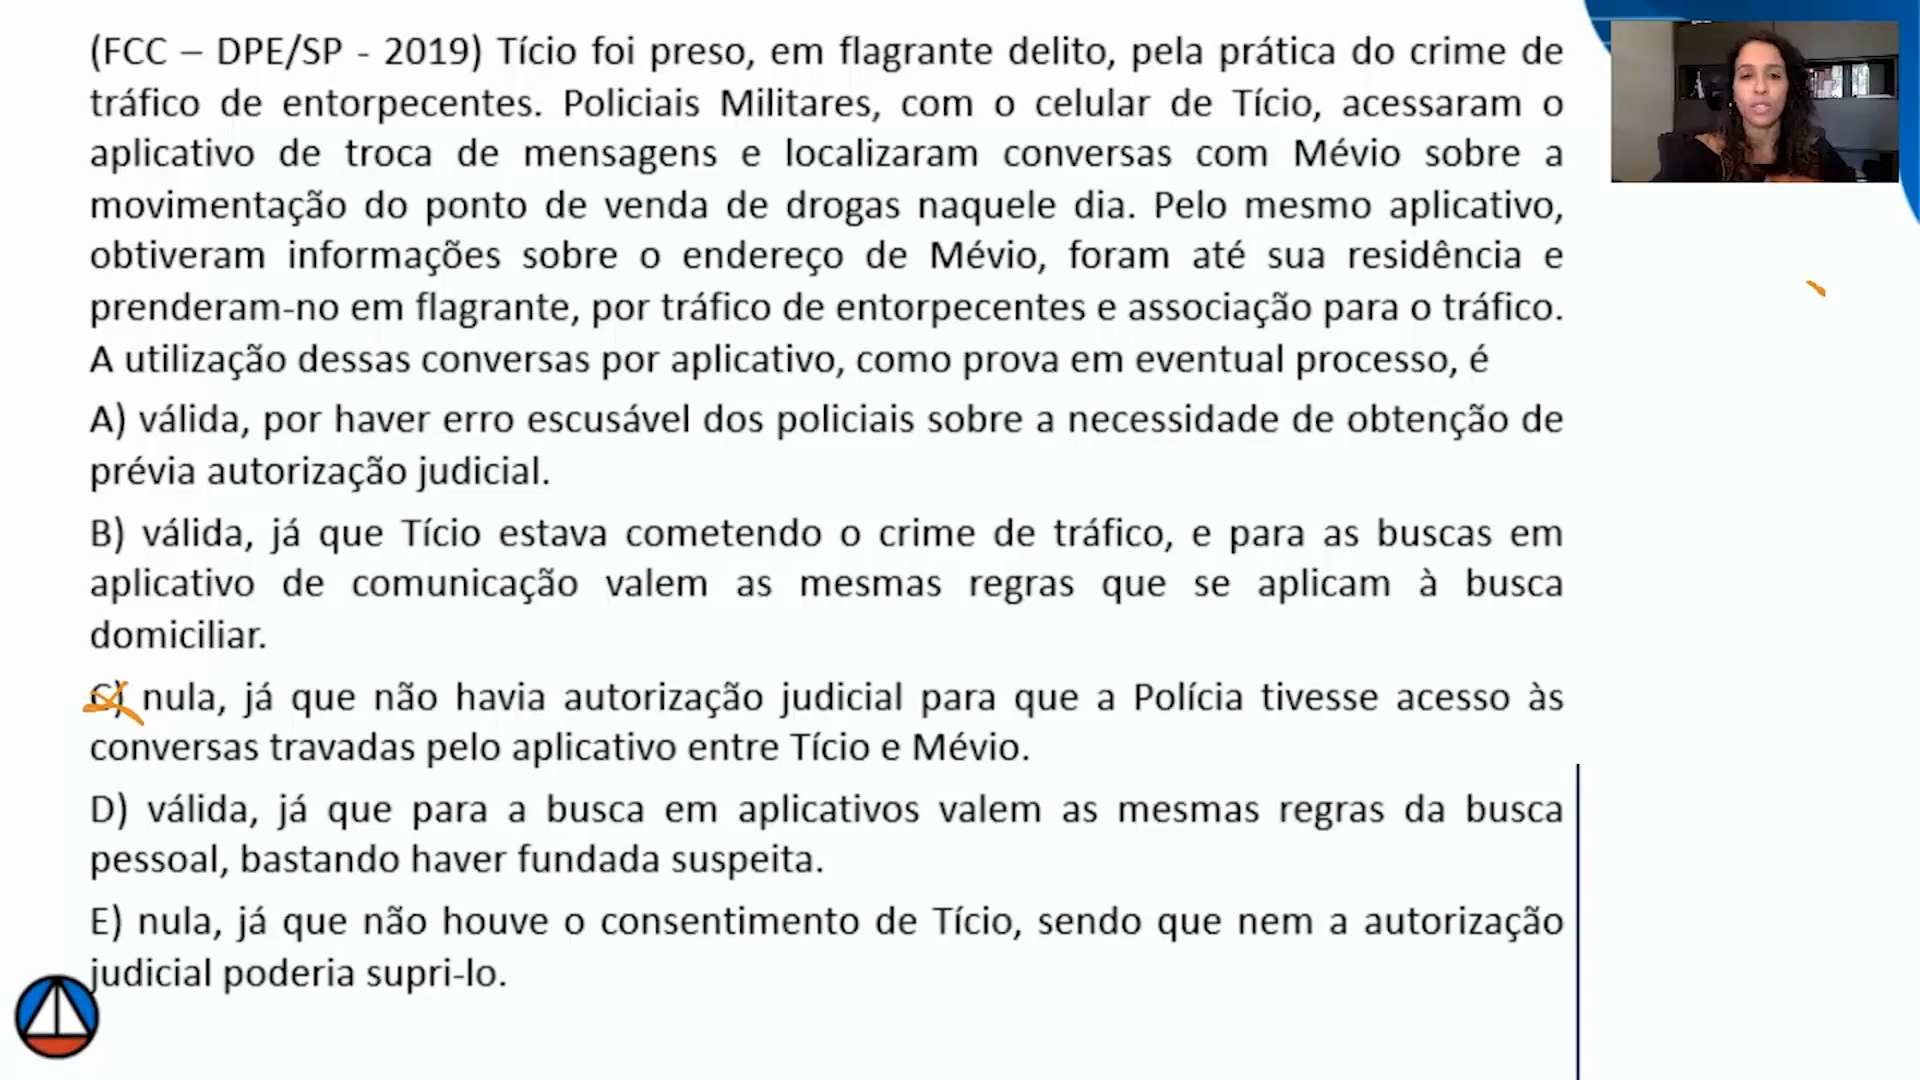 (FCC – DPE/SP - 2019) Tício foi preso, em flagrante delito, pela prática do crime de
tráfico de entorpecentes. Policiais Militares, com o celular de Tício, acessaram o
aplicativo de troca de mensagens e localizaram conversas com Mévio sobre a
movimentação do ponto de venda de drogas naquele dia. Pelo mesmo aplicativo,
obtiveram informações sobre o endereço de Mévio, foram até sua residência e
prenderam-no em flagrante, por tráfico de entorpecentes e associação para o tráfico.
A utilização dessas conversas por aplicativo, como prova em eventual processo, é
A) válida, por haver erro escusável dos policiais sobre a necessidade de obtenção de
prévia autorização judicial.
B) válida, já que Tício estava cometendo o crime de tráfico, e para as buscas em
aplicativo de comunicação valem as mesmas regras que se aplicam à busca
domiciliar.
C) nula, já que não havia autorização judicial para que a Polícia tivesse acesso às
conversas travadas pelo aplicativo entre Tício e Mévio.
D) válida, já que para a busca em aplicativos valem as mesmas regras da busca
pessoal, bastando haver fundada suspeita.
E) nula, já que não houve o consentimento de Tício, sendo que nem a autorização
judicial poderia supri-lo.